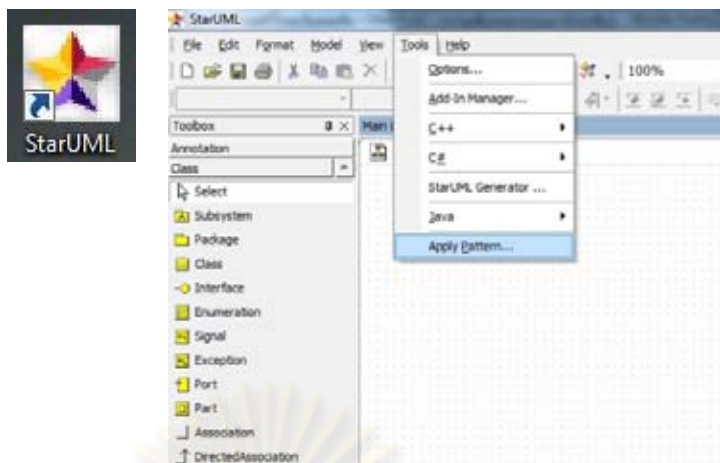 StarUML
StarUML
File Edit Format Model View Tools Help
100%
Options...
Add-In Manager...
C++
C#
StarUML Generator ...
Java
Apply Pattern...
Toolbox
Main
Annotation
Class
Select
Subsystem
Package
Class
Interface
Enumeration
Signal
Exception
Port
Part
Association
DirectedAssociation